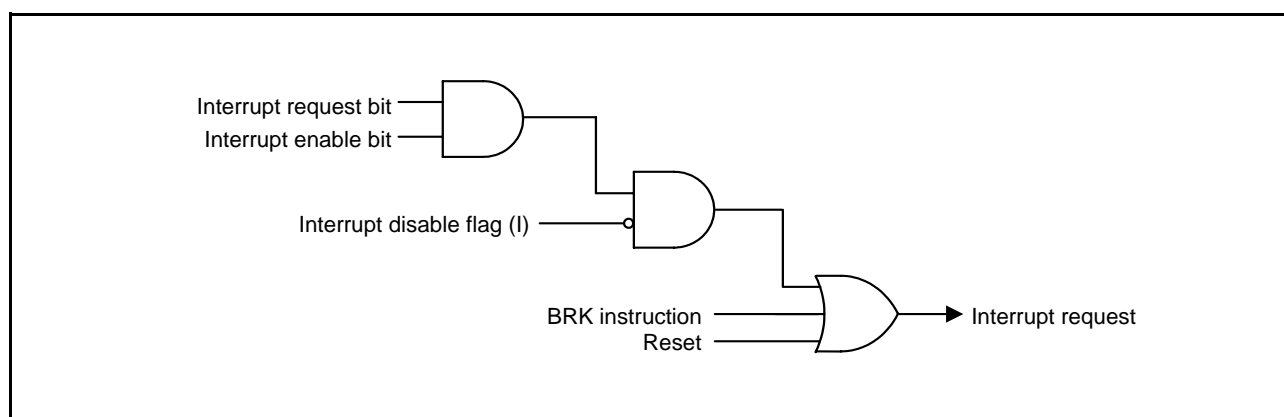 Interrupt request bit
Interrupt enable bit
Interrupt disable flag (I)
BRK instruction
Reset
Interrupt request